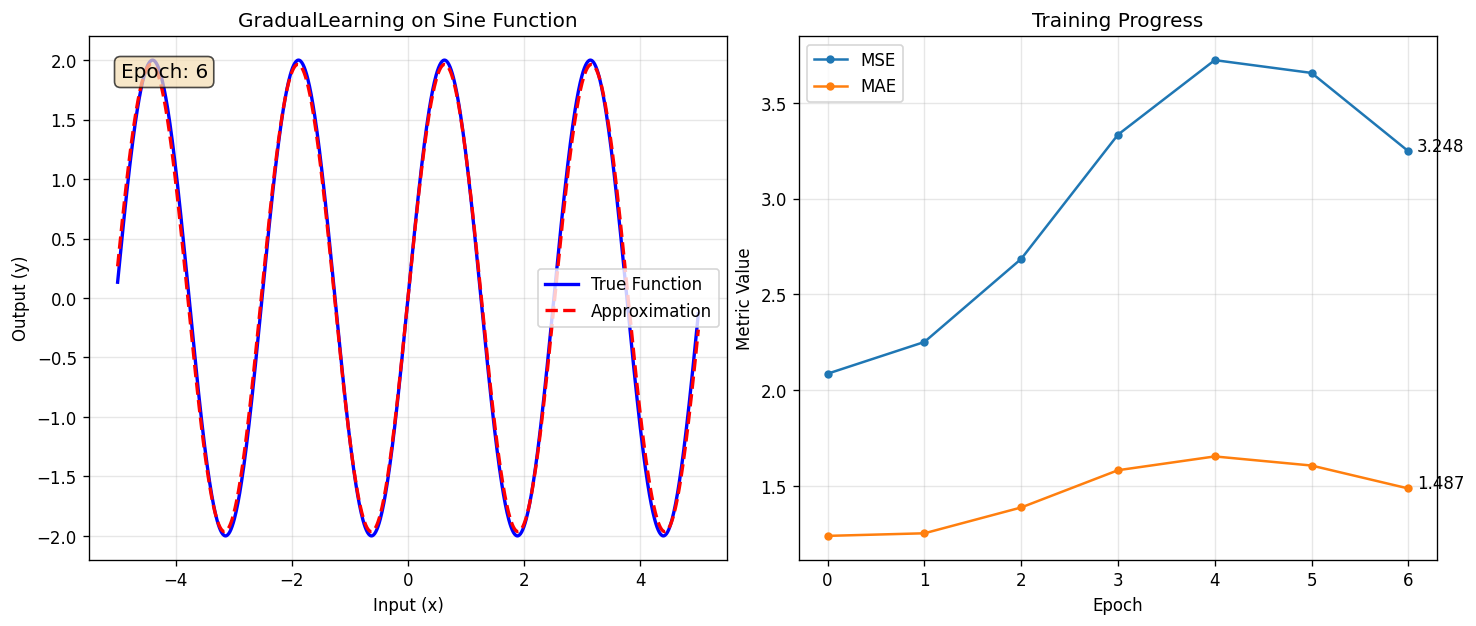 GradualLearning on Sine Function
Epoch: 6
2.0
1.5
1.0
0.5
0.0
−0.5
−1.0
−1.5
−2.0
Output (y)
True Function
Approximation
−4
−2
0
2
4
Input (x)
Training Progress
MSE
MAE
3.5
3.0
2.5
2.0
1.5
Metric Value
3.248
1.487
0
1
2
3
4
5
6
Epoch